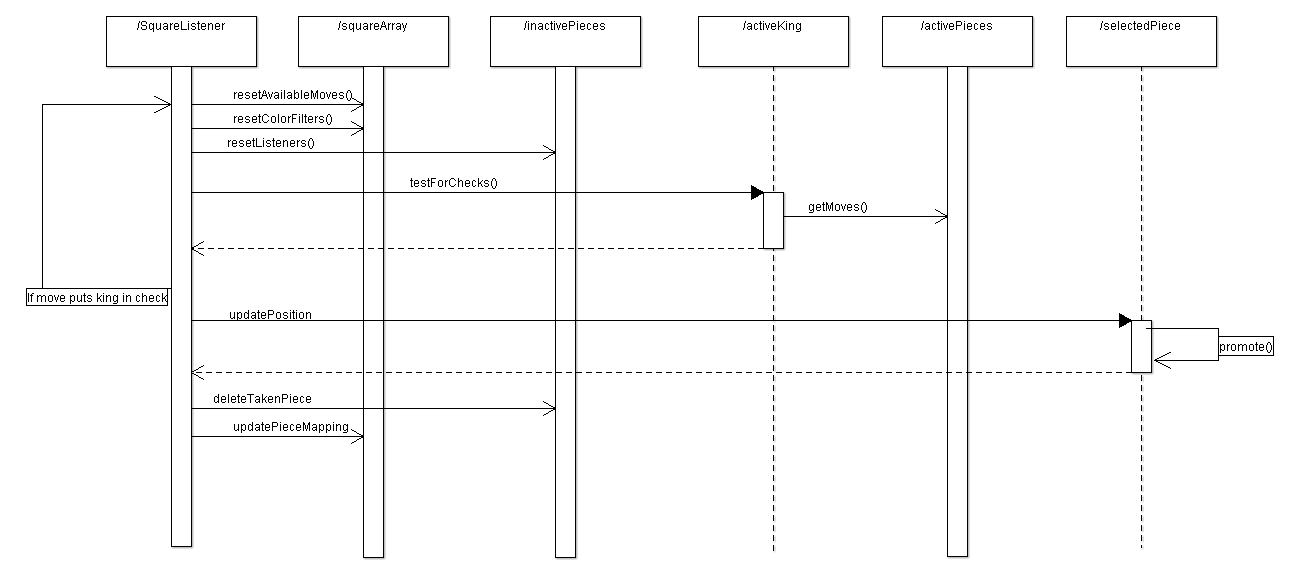 /SquareListener
/squareArray
/inactivePieces
/activeKing
/activePieces
/selectedPiece
resetAvailableMoves()
resetColorFilters()
resetListeners()
testForChecks()
getMoves()
If move puts king in check
updatePosition
promote()
deleteTakenPiece
updatePieceMapping